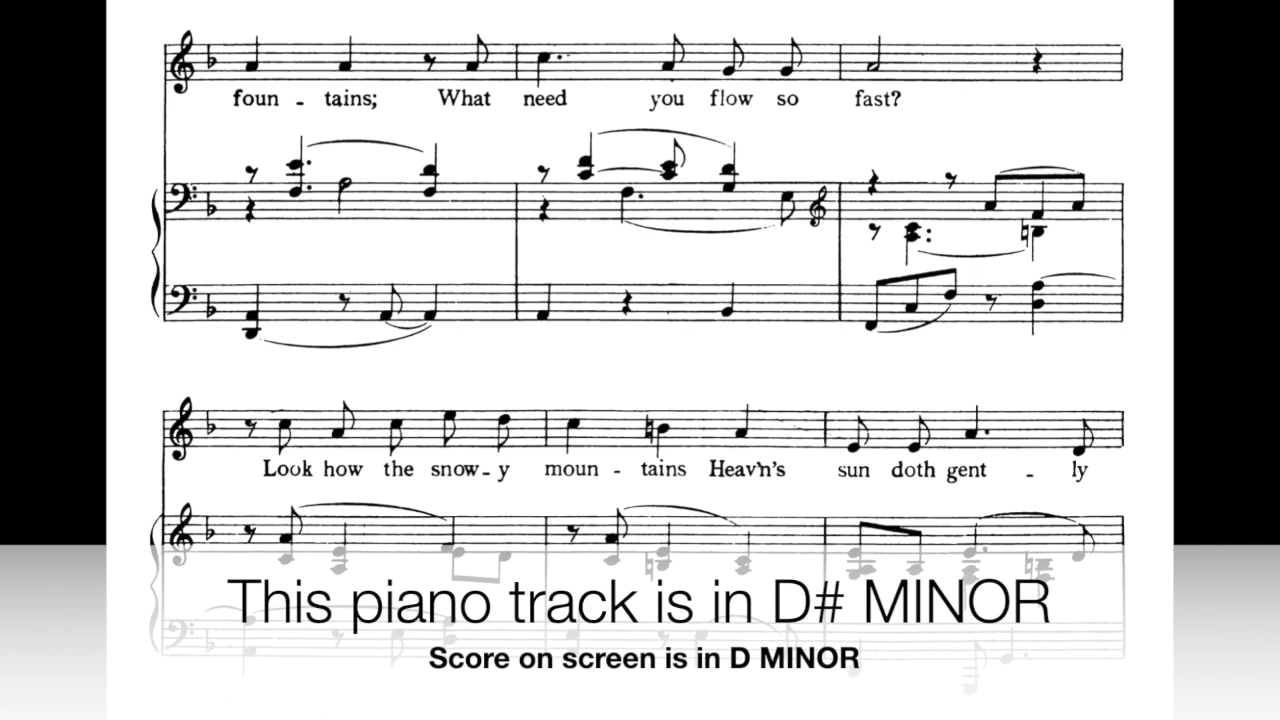 foun - tains; What need you flow so fast?
Look how the snow - y moun - tains Heav'n's sun doth gent - ly
This piano track is in D# MINOR
Score on screen is in D MINOR